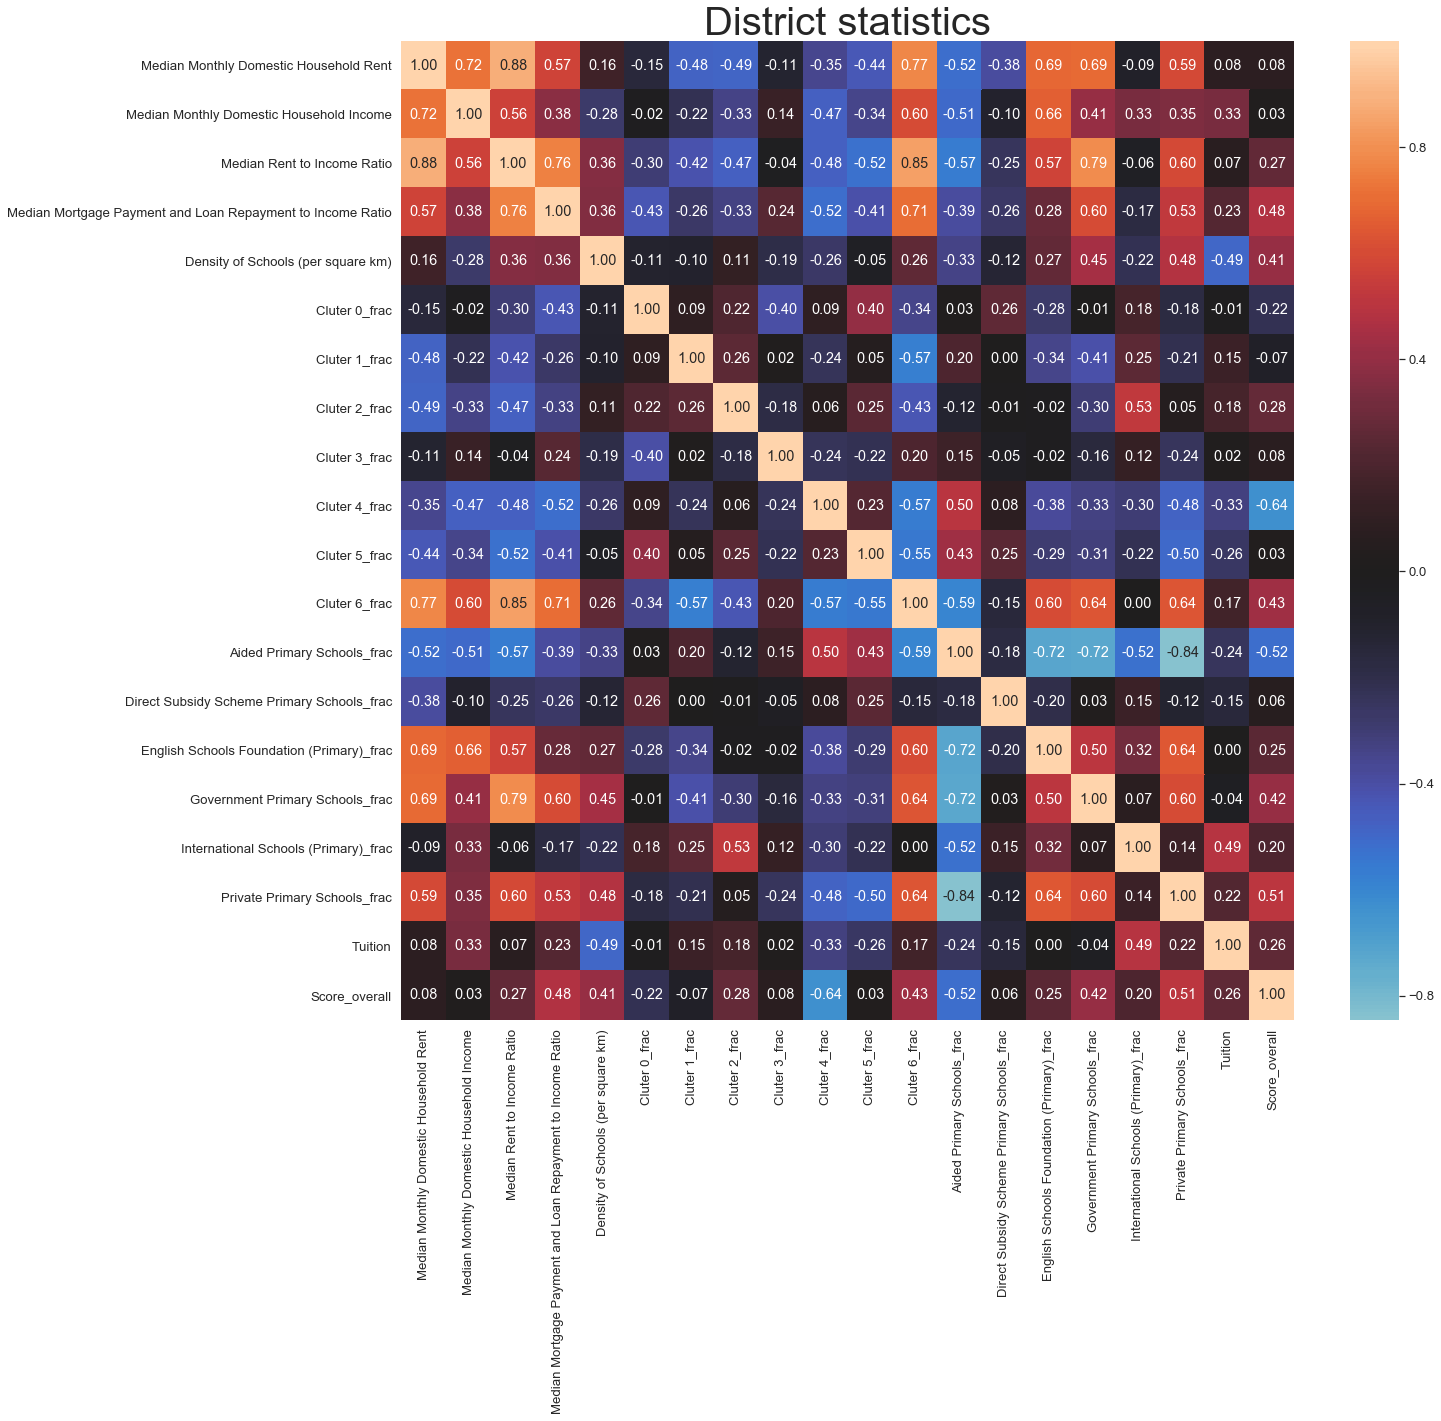 District statistics
Median Monthly Domestic Household Rent 1.00 0.72 0.88 0.57 0.16 -0.15 -0.48 -0.49 -0.11 -0.35 -0.44 0.77 -0.52 -0.38 0.69 0.69 -0.09 0.59 0.08 0.08
Median Monthly Domestic Household Income 0.72 1.00 0.56 0.38 -0.28 -0.02 -0.22 -0.33 0.14 -0.47 -0.34 0.60 -0.51 -0.10 0.66 0.41 0.33 0.35 0.33 0.03
Median Rent to Income Ratio 0.88 0.56 1.00 0.76 0.36 -0.30 -0.42 -0.47 -0.04 -0.48 -0.52 0.85 -0.57 -0.25 0.57 0.79 -0.06 0.60 0.07 0.27
Median Mortgage Payment and Loan Repayment to Income Ratio 0.57 0.38 0.76 1.00 0.36 -0.43 -0.26 -0.33 0.24 -0.52 -0.41 0.71 -0.39 -0.26 0.28 0.60 -0.17 0.53 0.23 0.48
Density of Schools (per square km) 0.16 -0.28 0.36 0.36 1.00 -0.11 -0.10 0.11 -0.19 -0.26 -0.05 0.26 -0.33 -0.12 0.27 0.45 -0.22 0.48 -0.49 0.41
Cluter 0_frac -0.15 -0.02 -0.30 -0.43 -0.11 1.00 0.09 0.22 -0.40 0.09 0.40 -0.34 0.03 0.26 -0.28 -0.01 0.18 -0.18 -0.01 -0.22
Cluter 1_frac -0.48 -0.22 -0.42 -0.26 -0.10 0.09 1.00 0.26 0.02 -0.24 0.05 -0.57 0.20 0.00 -0.34 -0.41 0.25 -0.21 0.15 -0.07
Cluter 2_frac -0.49 -0.33 -0.47 -0.33 0.11 0.22 0.26 1.00 -0.18 0.06 0.25 -0.43 -0.12 -0.01 -0.02 -0.30 0.53 0.05 0.18 0.28
Cluter 3_frac -0.11 0.14 -0.04 0.24 -0.19 -0.40 0.02 -0.18 1.00 -0.24 -0.22 0.20 0.15 -0.05 -0.02 -0.16 0.12 -0.24 0.02 0.08
Cluter 4_frac -0.35 -0.47 -0.48 -0.52 -0.26 0.09 -0.24 0.06 -0.24 1.00 0.23 -0.57 0.50 0.08 -0.38 -0.33 -0.30 -0.48 -0.33 -0.64
Cluter 5_frac -0.44 -0.34 -0.52 -0.41 -0.05 0.40 0.05 0.25 -0.22 0.23 1.00 -0.55 0.43 0.25 -0.29 -0.31 -0.22 -0.50 -0.26 0.03
Cluter 6_frac 0.77 0.60 0.85 0.71 0.26 -0.34 -0.57 -0.43 0.20 -0.57 -0.55 1.00 -0.59 -0.15 0.60 0.64 0.00 0.64 0.17 0.43
Aided Primary Schools_frac -0.52 -0.51 -0.57 -0.39 -0.33 0.03 0.20 -0.12 0.15 0.50 0.43 -0.59 1.00 -0.18 -0.72 -0.72 -0.52 -0.84 -0.24 -0.52
Direct Subsidy Scheme Primary Schools_frac -0.38 -0.10 -0.25 -0.26 -0.12 0.26 0.00 -0.01 -0.05 0.08 0.25 -0.15 -0.18 1.00 -0.20 0.03 0.15 -0.12 -0.15 0.06
English Schools Foundation (Primary)_frac 0.69 0.66 0.57 0.28 0.27 -0.28 -0.34 -0.02 -0.02 -0.38 -0.29 0.60 -0.72 -0.20 1.00 0.50 0.32 0.64 0.00 0.25
Government Primary Schools_frac 0.69 0.41 0.79 0.60 0.45 -0.01 -0.41 -0.30 -0.16 -0.33 -0.31 0.64 -0.72 0.03 0.50 1.00 0.07 0.60 -0.04 0.42
International Schools (Primary)_frac -0.09 0.33 -0.06 -0.17 -0.22 0.18 0.25 0.53 0.12 -0.30 -0.22 0.00 -0.52 0.15 0.32 0.07 1.00 0.14 0.49 0.20
Private Primary Schools_frac 0.59 0.35 0.60 0.53 0.48 -0.18 -0.21 0.05 -0.24 -0.48 -0.50 0.64 -0.84 -0.12 0.64 0.60 0.14 1.00 0.22 0.51
Tuition 0.08 0.33 0.07 0.23 -0.49 -0.01 0.15 0.18 0.02 -0.33 -0.26 0.17 -0.24 -0.15 0.00 -0.04 0.49 0.22 1.00 0.26
Score_overall 0.08 0.03 0.27 0.48 0.41 -0.22 -0.07 0.28 0.08 -0.64 0.03 0.43 -0.52 0.06 0.25 0.42 0.20 0.51 0.26 1.00
Median Monthly Domestic Household Rent
Median Monthly Domestic Household Income
Median Rent to Income Ratio
Median Mortgage Payment and Loan Repayment to Income Ratio
Density of Schools (per square km)
Cluter 0_frac
Cluter 1_frac
Cluter 2_frac
Cluter 3_frac
Cluter 4_frac
Cluter 5_frac
Cluter 6_frac
Aided Primary Schools_frac
Direct Subsidy Scheme Primary Schools_frac
English Schools Foundation (Primary)_frac
Government Primary Schools_frac
International Schools (Primary)_frac
Private Primary Schools_frac
Tuition
Score_overall
0.8
0.4
0.0
−0.4
−0.8